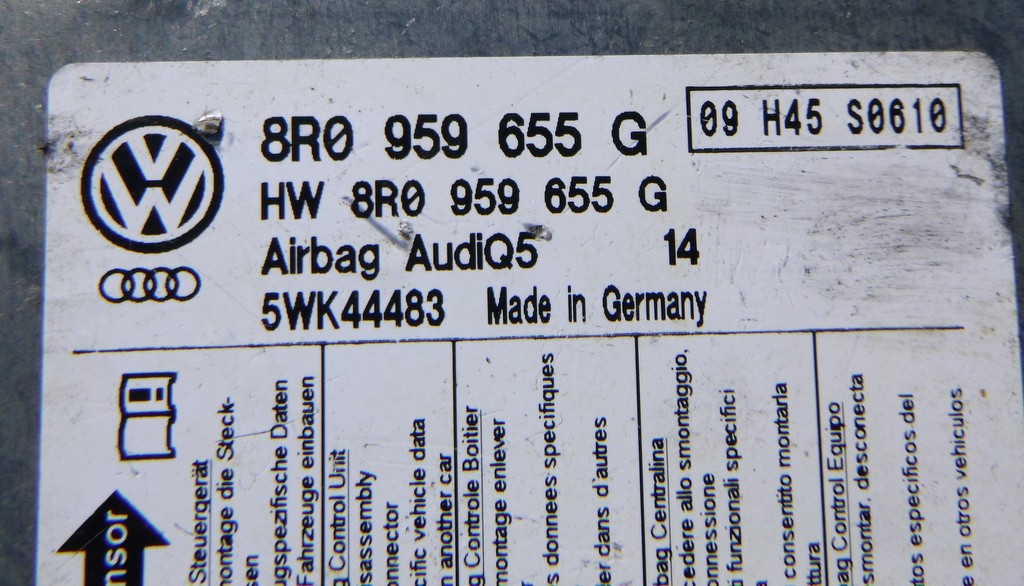 8R0 959 655 G
09 H45 S0610
HW 8R0 959 655 G
Airbag AudiQ5 14
5WK44483 Made in Germany
Steuergerät
montage die Steck-
sen
ugspezifische Daten
Fahrzeuge einbauen
g Control Unit
isassembly
onnector
cific vehicle data
n another car
g Controle Boitier
montage enlever
s données specifiques
er dans d'autres
bag Centralina
cedere allo smontaggio,
onnessione
i funzionali specifici
consentito montarla
ttura
ag Control Equipo
smontar, desconecta
tos especificos del
e en otros vehiculos
nsor